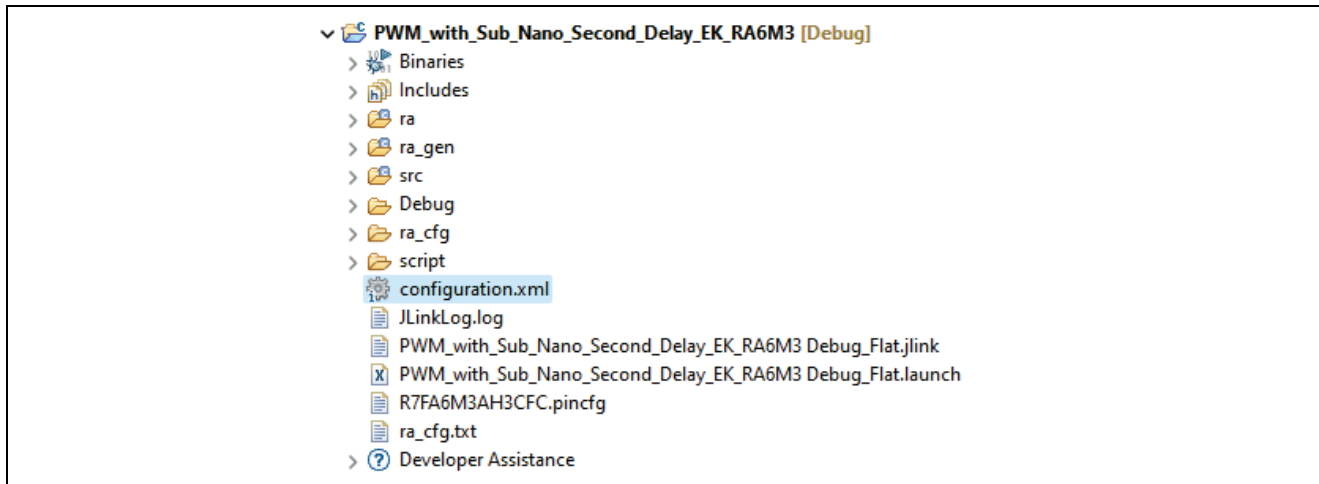 PWM_with_Sub_Nano_Second_Delay_EK_RA6M3 [Debug]
Binaries
Includes
ra
ra_gen
src
Debug
ra_cfg
script
configuration.xml
JLinkLog.log
PWM_with_Sub_Nano_Second_Delay_EK_RA6M3 Debug_Flat.jlink
PWM_with_Sub_Nano_Second_Delay_EK_RA6M3 Debug_Flat.launch
R7FA6M3AH3CFC.pincfg
ra_cfg.txt
Developer Assistance